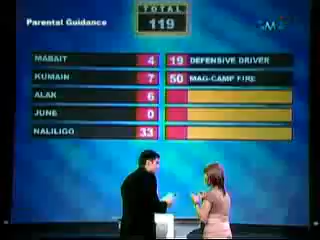 TOTAL
Parental Guidance
119
GMA
MABAIT 4 19 DEFENSIVE DRIVER
KUMAIN 7 50 MAG-CAMP FIRE
ALAK 6
JUNE 0
NALILIGO 33